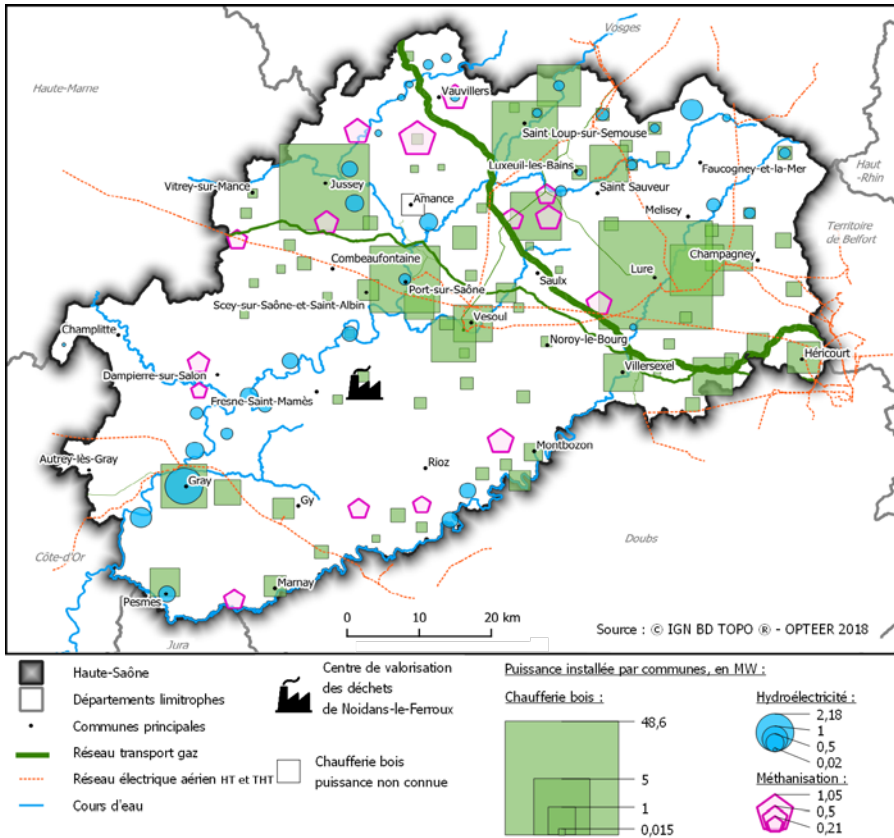 Vosges
Haute-Marne
Vauvillers
Saint-Loup-sur-Semouse
Luxeuil-les-Bains
Faucogney-et-la-Mer
Haut
-Rhin
Vitrey-sur-Mance
Jussey
Amance
Saint Sauveur
Melisey
Territoire
de Belfort
Combeaufontaine
Champagney
Lure
Saulx
Port-sur-Saône
Scey-sur-Saône-et-Saint-Albin
Vesoul
Champlitte
Noroy-le-Bourg
Héricourt
Villersexel
Dampierre-sur-Salon
Fresne-Saint-Mamès
Montbozon
Autrey-lès-Gray
Rioz
Gray
Gy
Côte-d'Or
Doubs
Marnay
Pesmes
Jura
0 10 20 km
Source : © IGN BD TOPO ® - OPTEER 2018
Haute-Saône
Départements limitrophes
Communes principales
Réseau transport gaz
Réseau électrique aérien HT et THT
Cours d'eau
Centre de valorisation
des déchets
de Noidans-le-Ferroux
Chaufferie bois
puissance non connue
Puissance installée par communes, en MW :
Chaufferie bois :
48,6
5
1
0,015
Hydroélectricité :
2,18
1
0,5
0,02
Méthanisation :
1,05
0,5
0,21